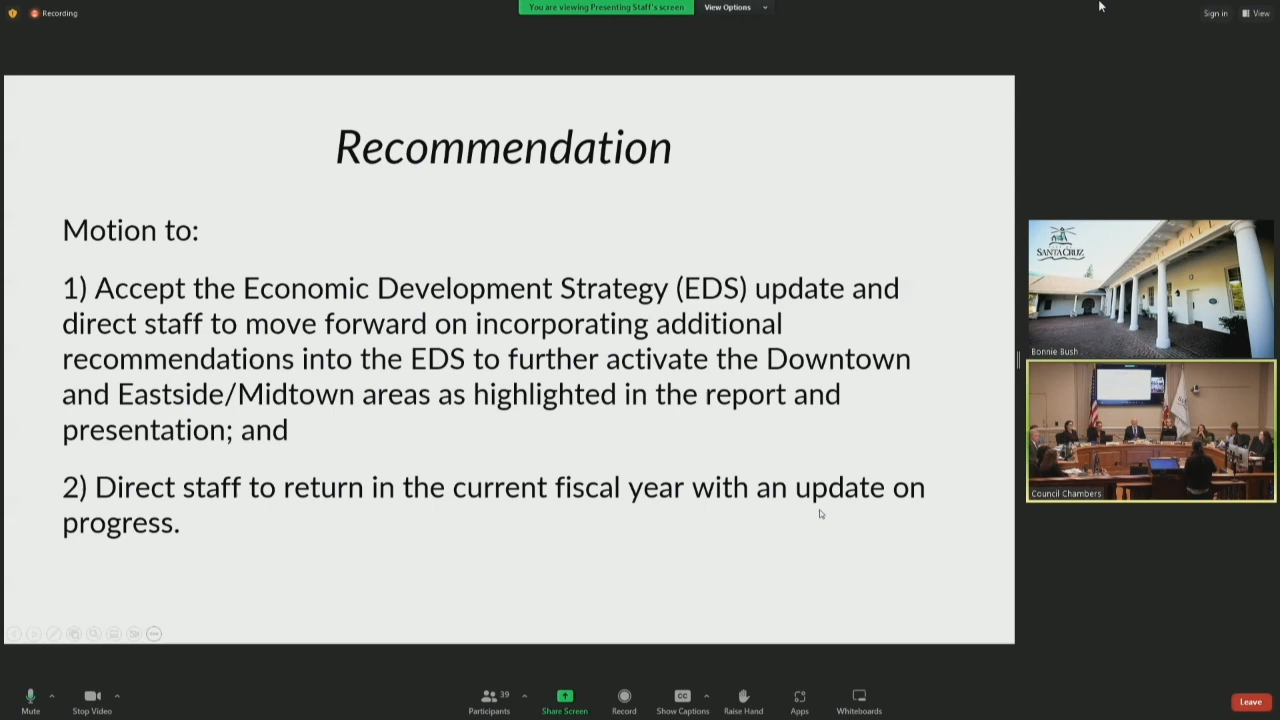 Recording
You are viewing Presenting Staff's screen
View Options
Sign in
View
Recommendation
Motion to:
1) Accept the Economic Development Strategy (EDS) update and
direct staff to move forward on incorporating additional
recommendations into the EDS to further activate the Downtown
and Eastside/Midtown areas as highlighted in the report and
presentation; and
2) Direct staff to return in the current fiscal year with an update on
progress.
SANTA CRUZ
HALL
Bonnie Bush
Council Chambers
Mute
Stop Video
39
Participants
Share Screen
Record
CC
Show Captions
Raise Hand
Apps
Whiteboards
Leave